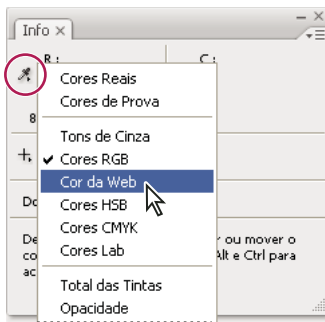 Info ×
R : C :
Cores Reais
Cores de Prova
8
Tons de Cinza
Cores RGB
Cor da Web
Cores HSB
Cores CMYK
Cores Lab
Total das Tintas
Opacidade
Do
De ou mover o
co Alt e Ctrl para
ac